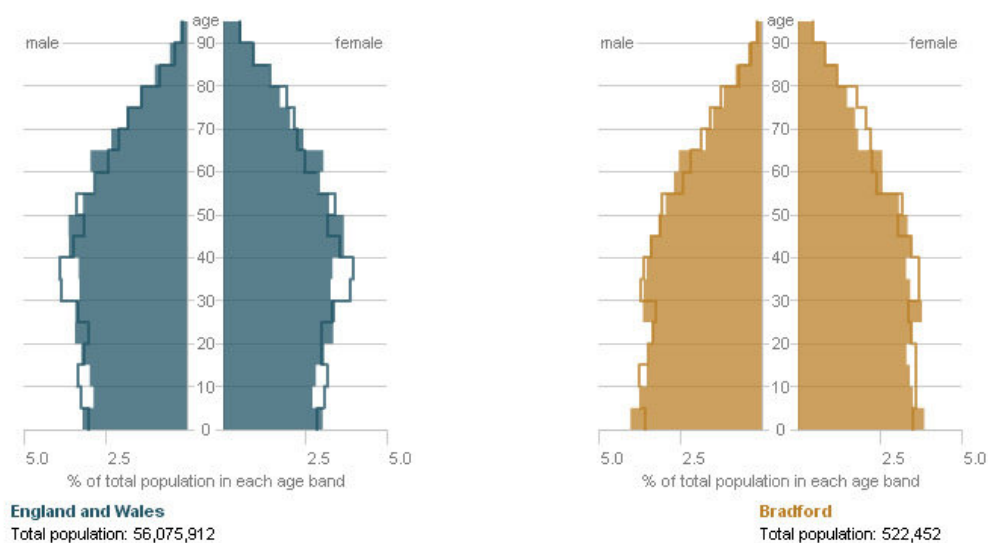 age
male 90 female
80
70
60
50
40
30
20
10
0
5.0 2.5 2.5 5.0
% of total population in each age band
England and Wales
Total population: 56,075,912
age
male 90 female
80
70
60
50
40
30
20
10
0
5.0 2.5 2.5 5.0
% of total population in each age band
Bradford
Total population: 522,452